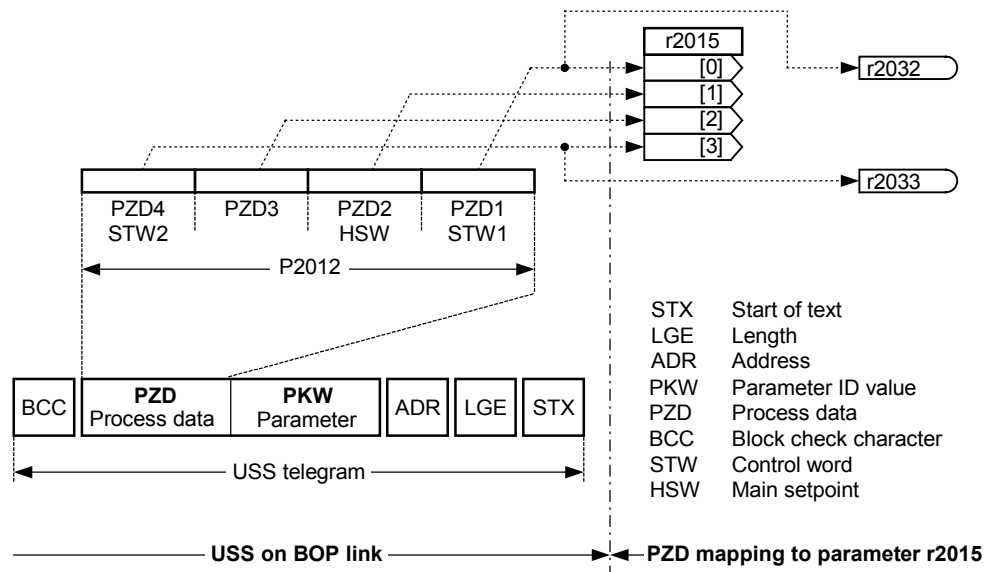 r2015
[0]
[1]
[2]
[3]
r2032
r2033
PZD4
STW2
PZD3
PZD2
HSW
PZD1
STW1
P2012
STX Start of text
LGE Length
ADR Address
PKW Parameter ID value
PZD Process data
BCC Block check character
STW Control word
HSW Main setpoint
BCC
PZD
Process data
PKW
Parameter
ADR
LGE
STX
USS telegram
USS on BOP link
PZD mapping to parameter r2015